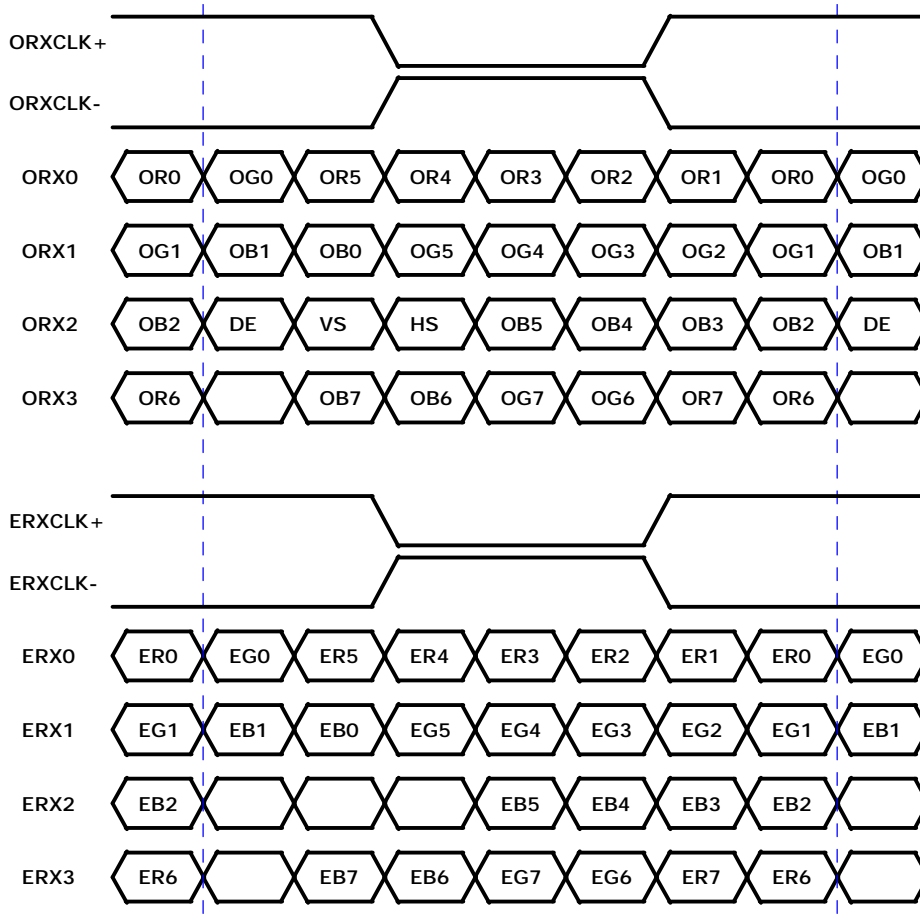 ORXCLK+
ORXCLK-
ORX0 OR0 OG0 OR5 OR4 OR3 OR2 OR1 OR0 OG0
ORX1 OG1 OB1 OB0 OG5 OG4 OG3 OG2 OG1 OB1
ORX2 OB2 DE VS HS OB5 OB4 OB3 OB2 DE
ORX3 OR6 OB7 OB6 OG7 OG6 OR7 OR6
ERXCLK+
ERXCLK-
ERX0 ER0 EG0 ER5 ER4 ER3 ER2 ER1 ER0 EG0
ERX1 EG1 EB1 EB0 EG5 EG4 EG3 EG2 EG1 EB1
ERX2 EB2 EB5 EB4 EB3 EB2
ERX3 ER6 EB7 EB6 EG7 EG6 ER7 ER6